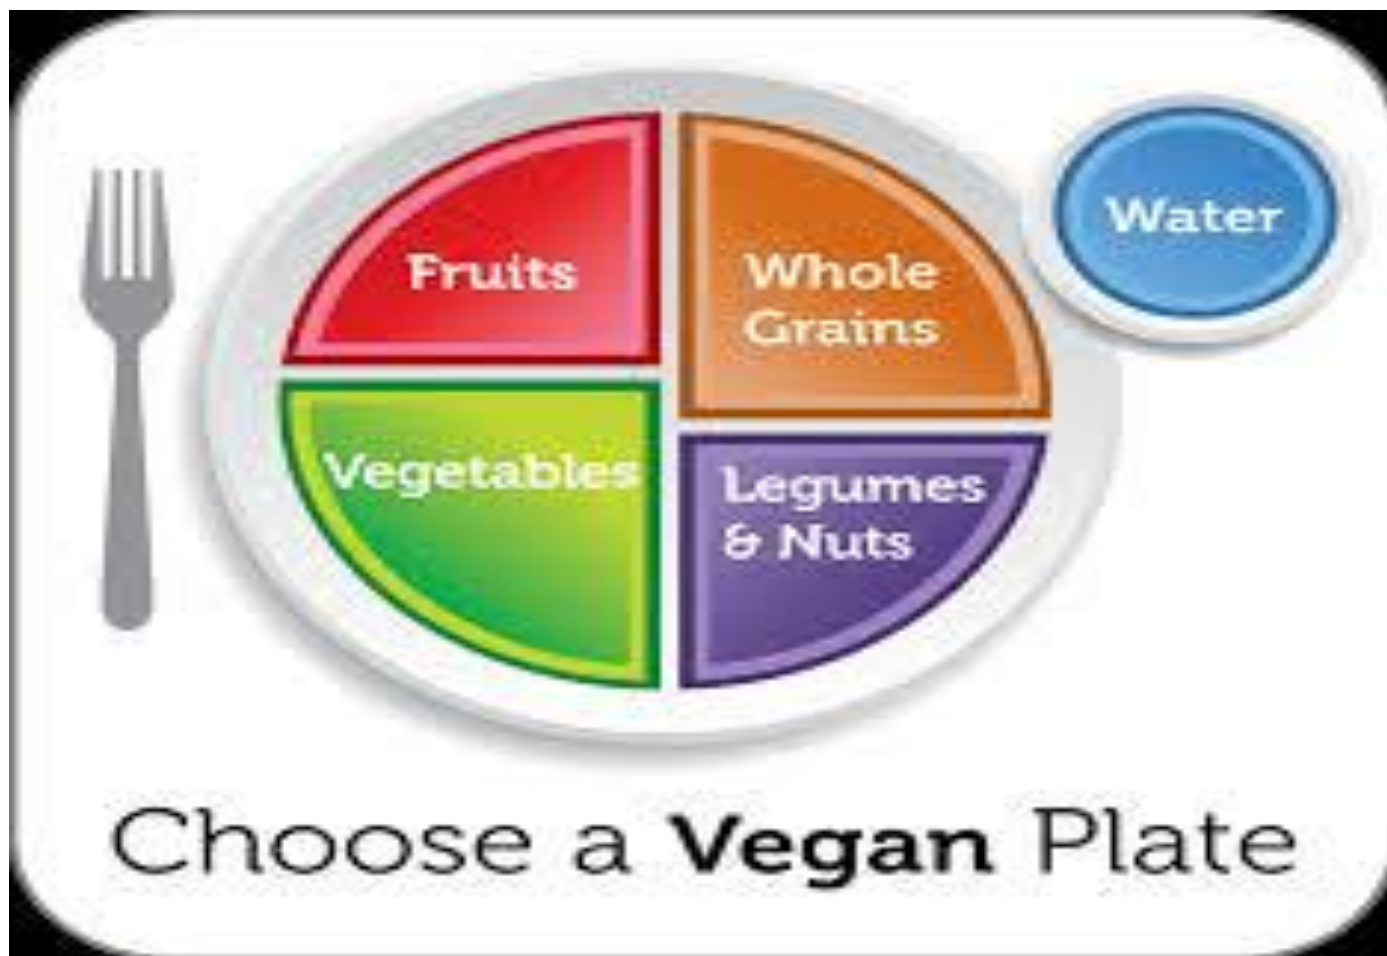 Fruits
Whole
Grains
Water
Vegetables
Legumes
& Nuts
Choose a Vegan Plate